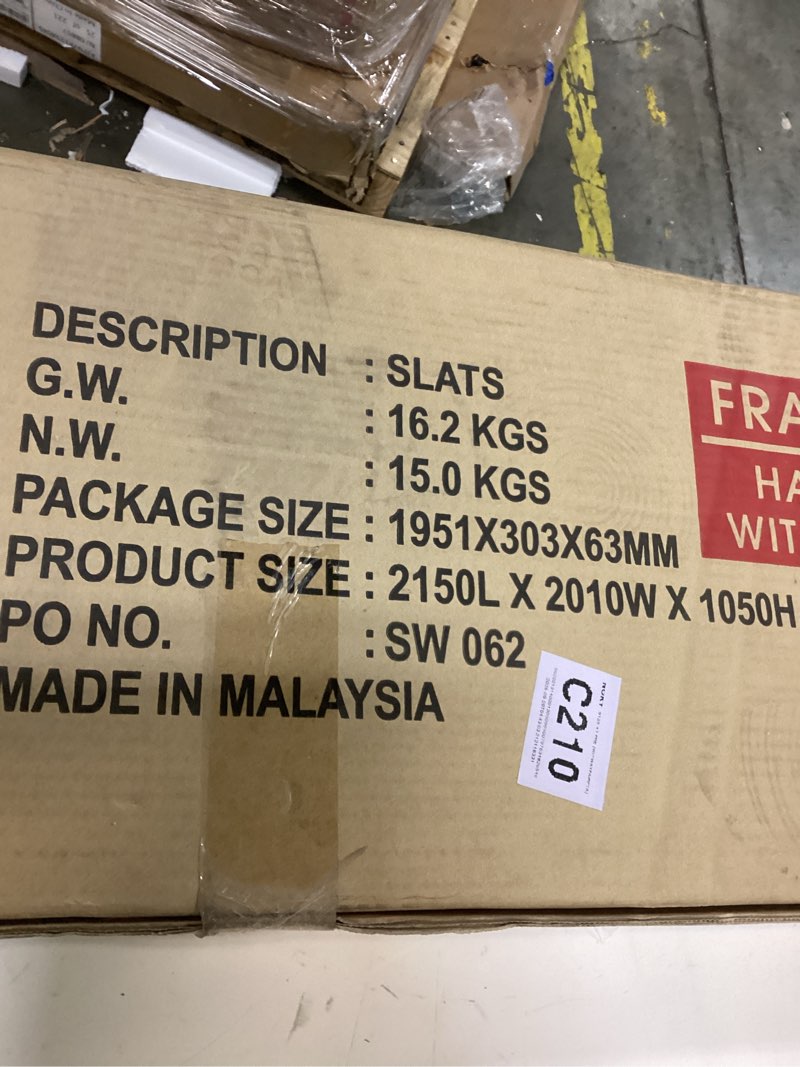 DESCRIPTION : SLATS
G.W. : 16.2 KGS
N.W. : 15.0 KGS
PACKAGE SIZE : 1951X303X63MM
PRODUCT SIZE : 2150L X 2010W X 1050H
PO NO. : SW 062
MADE IN MALAYSIA
FRA
HA
WIT
C210